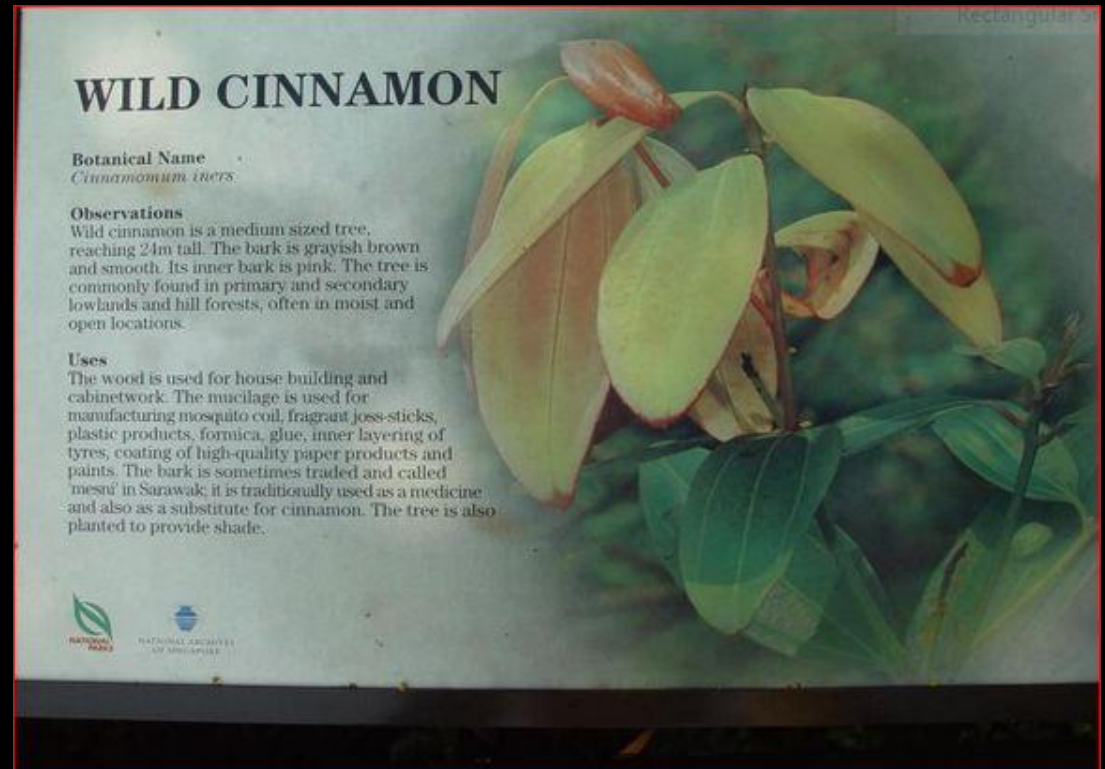 Rectangular
WILD CINNAMON
Botanical Name
Cinnamomum iners
Observations
Wild cinnamon is a medium sized tree,
reaching 24m tall. The bark is grayish brown
and smooth. Its inner bark is pink. The tree is
commonly found in primary and secondary
lowlands and hill forests, often in moist and
open locations.
Uses
The wood is used for house building and
cabinetwork. The mucilage is used for
manufacturing mosquito coil, fragrant joss-sticks,
plastic products, formica, glue, inner layering of
tyres, coating of high-quality paper products and
paints. The bark is sometimes traded and called
'mesni' in Sarawak; it is traditionally used as a medicine
and also as a substitute for cinnamon. The tree is also
planted to provide shade.
NATIONAL
PARKS
NATIONAL ARCHIVES
OF SINGAPORE